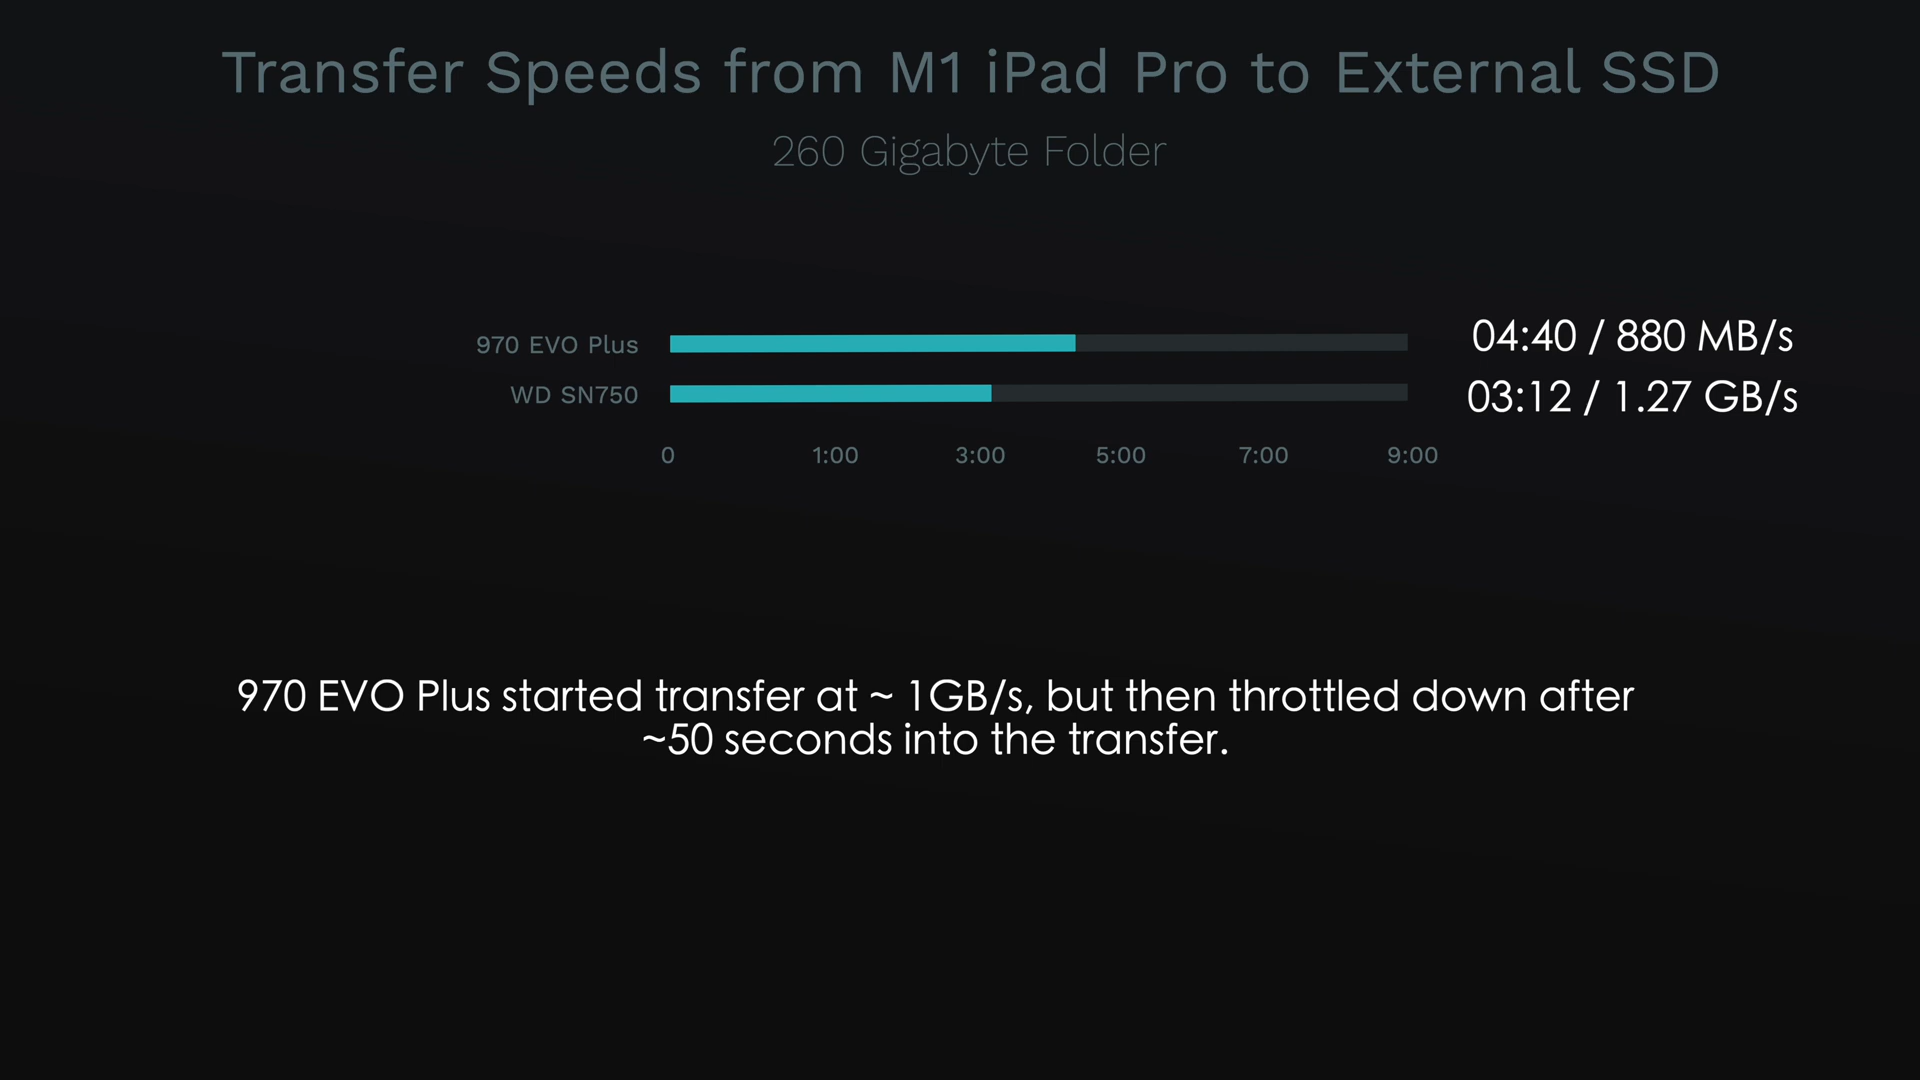 Transfer Speeds from M1 iPad Pro to External SSD
260 Gigabyte Folder
970 EVO Plus
04:40 / 880 MB/s
WD SN750
03:12 / 1.27 GB/s
0 1:00 3:00 5:00 7:00 9:00
970 EVO Plus started transfer at ~ 1GB/s, but then throttled down after
~50 seconds into the transfer.